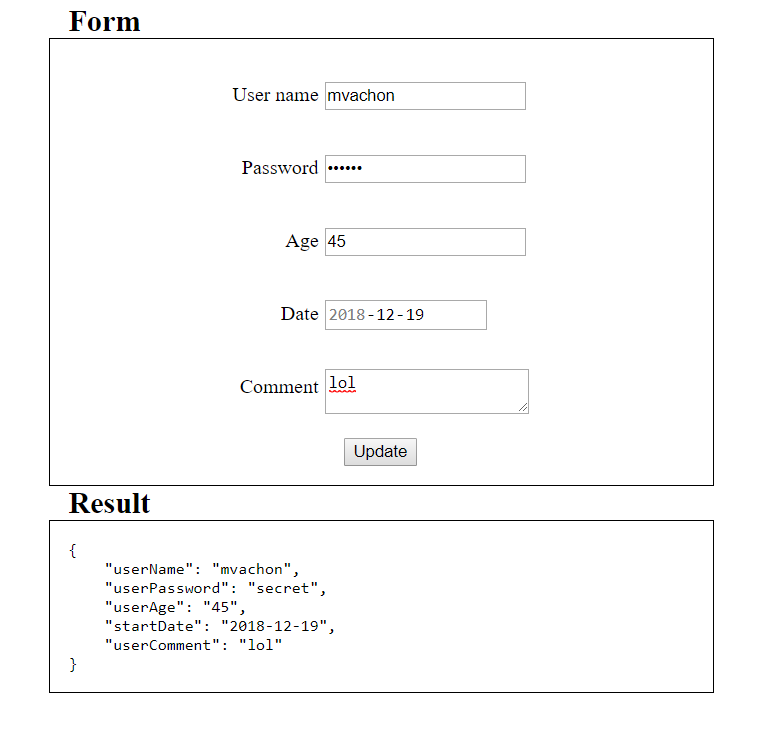 Form
User name mvachon
Password ••••••
Age 45
Date 2018-12-19
Comment lol
Update
Result
{
    "userName": "mvachon",
    "userPassword": "secret",
    "userAge": "45",
    "startDate": "2018-12-19",
    "userComment": "lol"
}